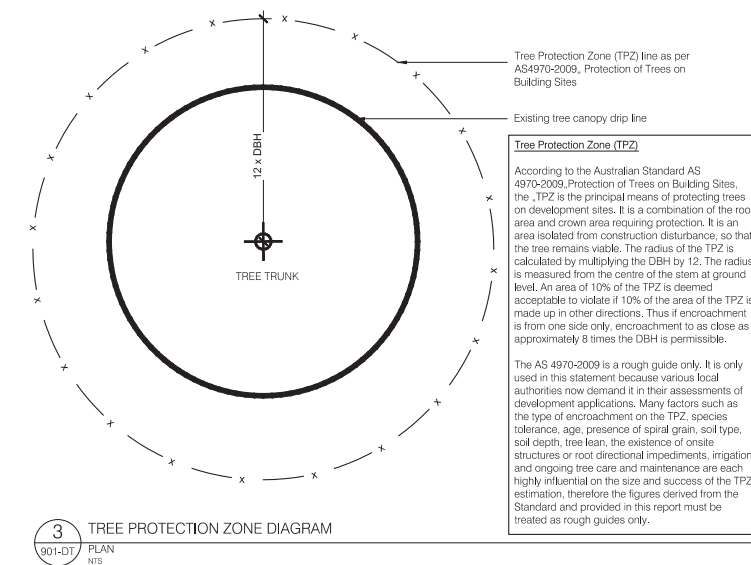 Tree Protection Zone (TPZ) line as per
AS4970-2009„ Protection of Trees on
Building Sites
Existing tree canopy drip line
12 x DBH
TREE TRUNK
Tree Protection Zone (TPZ)
According to the Australian Standard AS
4970-2009„Protection of Trees on Building Sites,
the „TPZ is the principal means of protecting trees
on development sites. It is a combination of the root
area and crown area requiring protection. It is an
area isolated from construction disturbance, so that
the tree remains viable. The radius of the TPZ is
calculated by multiplying the DBH by 12. The radius
is measured from the centre of the stem at ground
level. An area of 10% of the TPZ is deemed
acceptable to violate if 10% of the area of the TPZ is
made up in other directions. Thus if encroachment
is from one side only, encroachment to as close as
approximately 8 times the DBH is permissible.
The AS 4970-2009 is a rough guide only. It is only
used in this statement because various local
authorities now demand it in their assessments of
development applications. Many factors such as
the type of encroachment on the TPZ, species
tolerance, age, presence of spiral grain, soil type,
soil depth, tree lean, the existence of onsite
structures or root directional impediments, irrigation
and ongoing tree care and maintenance are each
highly influential on the size and success of the TPZ
estimation, therefore the figures derived from the
Standard and provided in this report must be
treated as rough guides only.
3 TREE PROTECTION ZONE DIAGRAM
901-DT PLAN
NTS